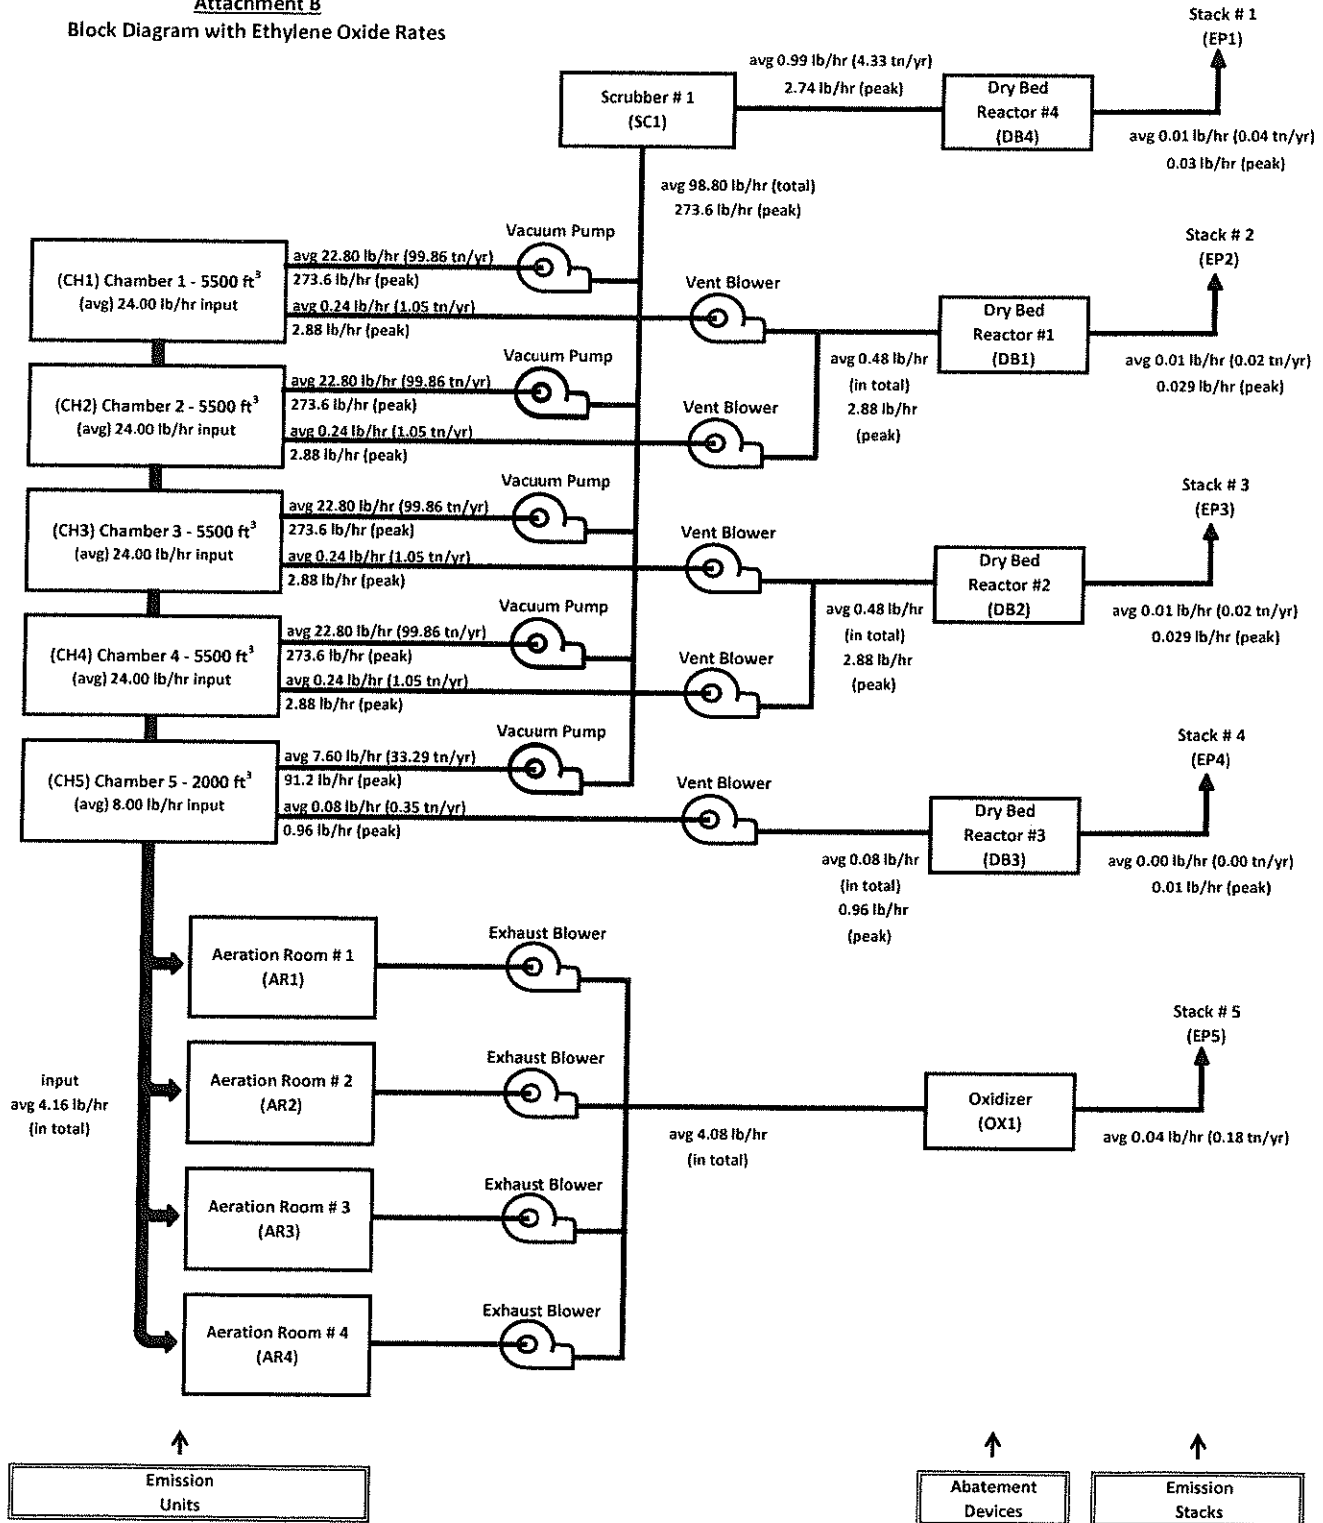 Attachment B
Block Diagram with Ethylene Oxide Rates
Stack # 1
(EP1)
avg 0.99 lb/hr (4.33 tn/yr)
2.74 lb/hr (peak)
Scrubber # 1
(SC1)
Dry Bed
Reactor #4
(DB4)
avg 0.01 lb/hr (0.04 tn/yr)
0.03 lb/hr (peak)
avg 98.80 lb/hr (total)
273.6 lb/hr (peak)
(CH1) Chamber 1 - 5500 ft³
(avg) 24.00 lb/hr input
avg 22.80 lb/hr (99.86 tn/yr)
273.6 lb/hr (peak)
avg 0.24 lb/hr (1.05 tn/yr)
2.88 lb/hr (peak)
Vacuum Pump
Vent Blower
Stack # 2
(EP2)
Dry Bed
Reactor #1
(DB1)
avg 0.01 lb/hr (0.02 tn/yr)
0.029 lb/hr (peak)
avg 0.48 lb/hr
(in total)
2.88 lb/hr
(peak)
(CH2) Chamber 2 - 5500 ft³
(avg) 24.00 lb/hr input
avg 22.80 lb/hr (99.86 tn/yr)
273.6 lb/hr (peak)
avg 0.24 lb/hr (1.05 tn/yr)
2.88 lb/hr (peak)
Vacuum Pump
Vent Blower
(CH3) Chamber 3 - 5500 ft³
(avg) 24.00 lb/hr input
avg 22.80 lb/hr (99.86 tn/yr)
273.6 lb/hr (peak)
avg 0.24 lb/hr (1.05 tn/yr)
2.88 lb/hr (peak)
Vacuum Pump
Vent Blower
Stack # 3
(EP3)
Dry Bed
Reactor #2
(DB2)
avg 0.01 lb/hr (0.02 tn/yr)
0.029 lb/hr (peak)
avg 0.48 lb/hr
(in total)
2.88 lb/hr
(peak)
(CH4) Chamber 4 - 5500 ft³
(avg) 24.00 lb/hr input
avg 22.80 lb/hr (99.86 tn/yr)
273.6 lb/hr (peak)
avg 0.24 lb/hr (1.05 tn/yr)
2.88 lb/hr (peak)
Vacuum Pump
Vent Blower
(CH5) Chamber 5 - 2000 ft³
(avg) 8.00 lb/hr input
avg 7.60 lb/hr (33.29 tn/yr)
91.2 lb/hr (peak)
avg 0.08 lb/hr (0.35 tn/yr)
0.96 lb/hr (peak)
Vacuum Pump
Vent Blower
Stack # 4
(EP4)
Dry Bed
Reactor #3
(DB3)
avg 0.00 lb/hr (0.00 tn/yr)
0.01 lb/hr (peak)
avg 0.08 lb/hr
(in total)
0.96 lb/hr
(peak)
Aeration Room # 1
(AR1)
Exhaust Blower
input
avg 4.16 lb/hr
(in total)
Aeration Room # 2
(AR2)
Exhaust Blower
avg 4.08 lb/hr
(in total)
Stack # 5
(EP5)
Oxidizer
(OX1)
avg 0.04 lb/hr (0.18 tn/yr)
Aeration Room # 3
(AR3)
Exhaust Blower
Aeration Room # 4
(AR4)
Exhaust Blower
Emission
Units
Abatement
Devices
Emission
Stacks